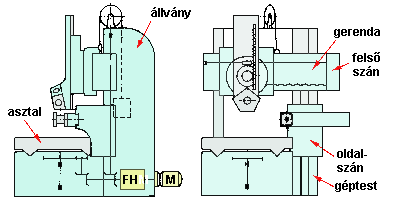 állvány
gerenda
felső
szán
asztal
oldal-
szán
géptest
FH
M